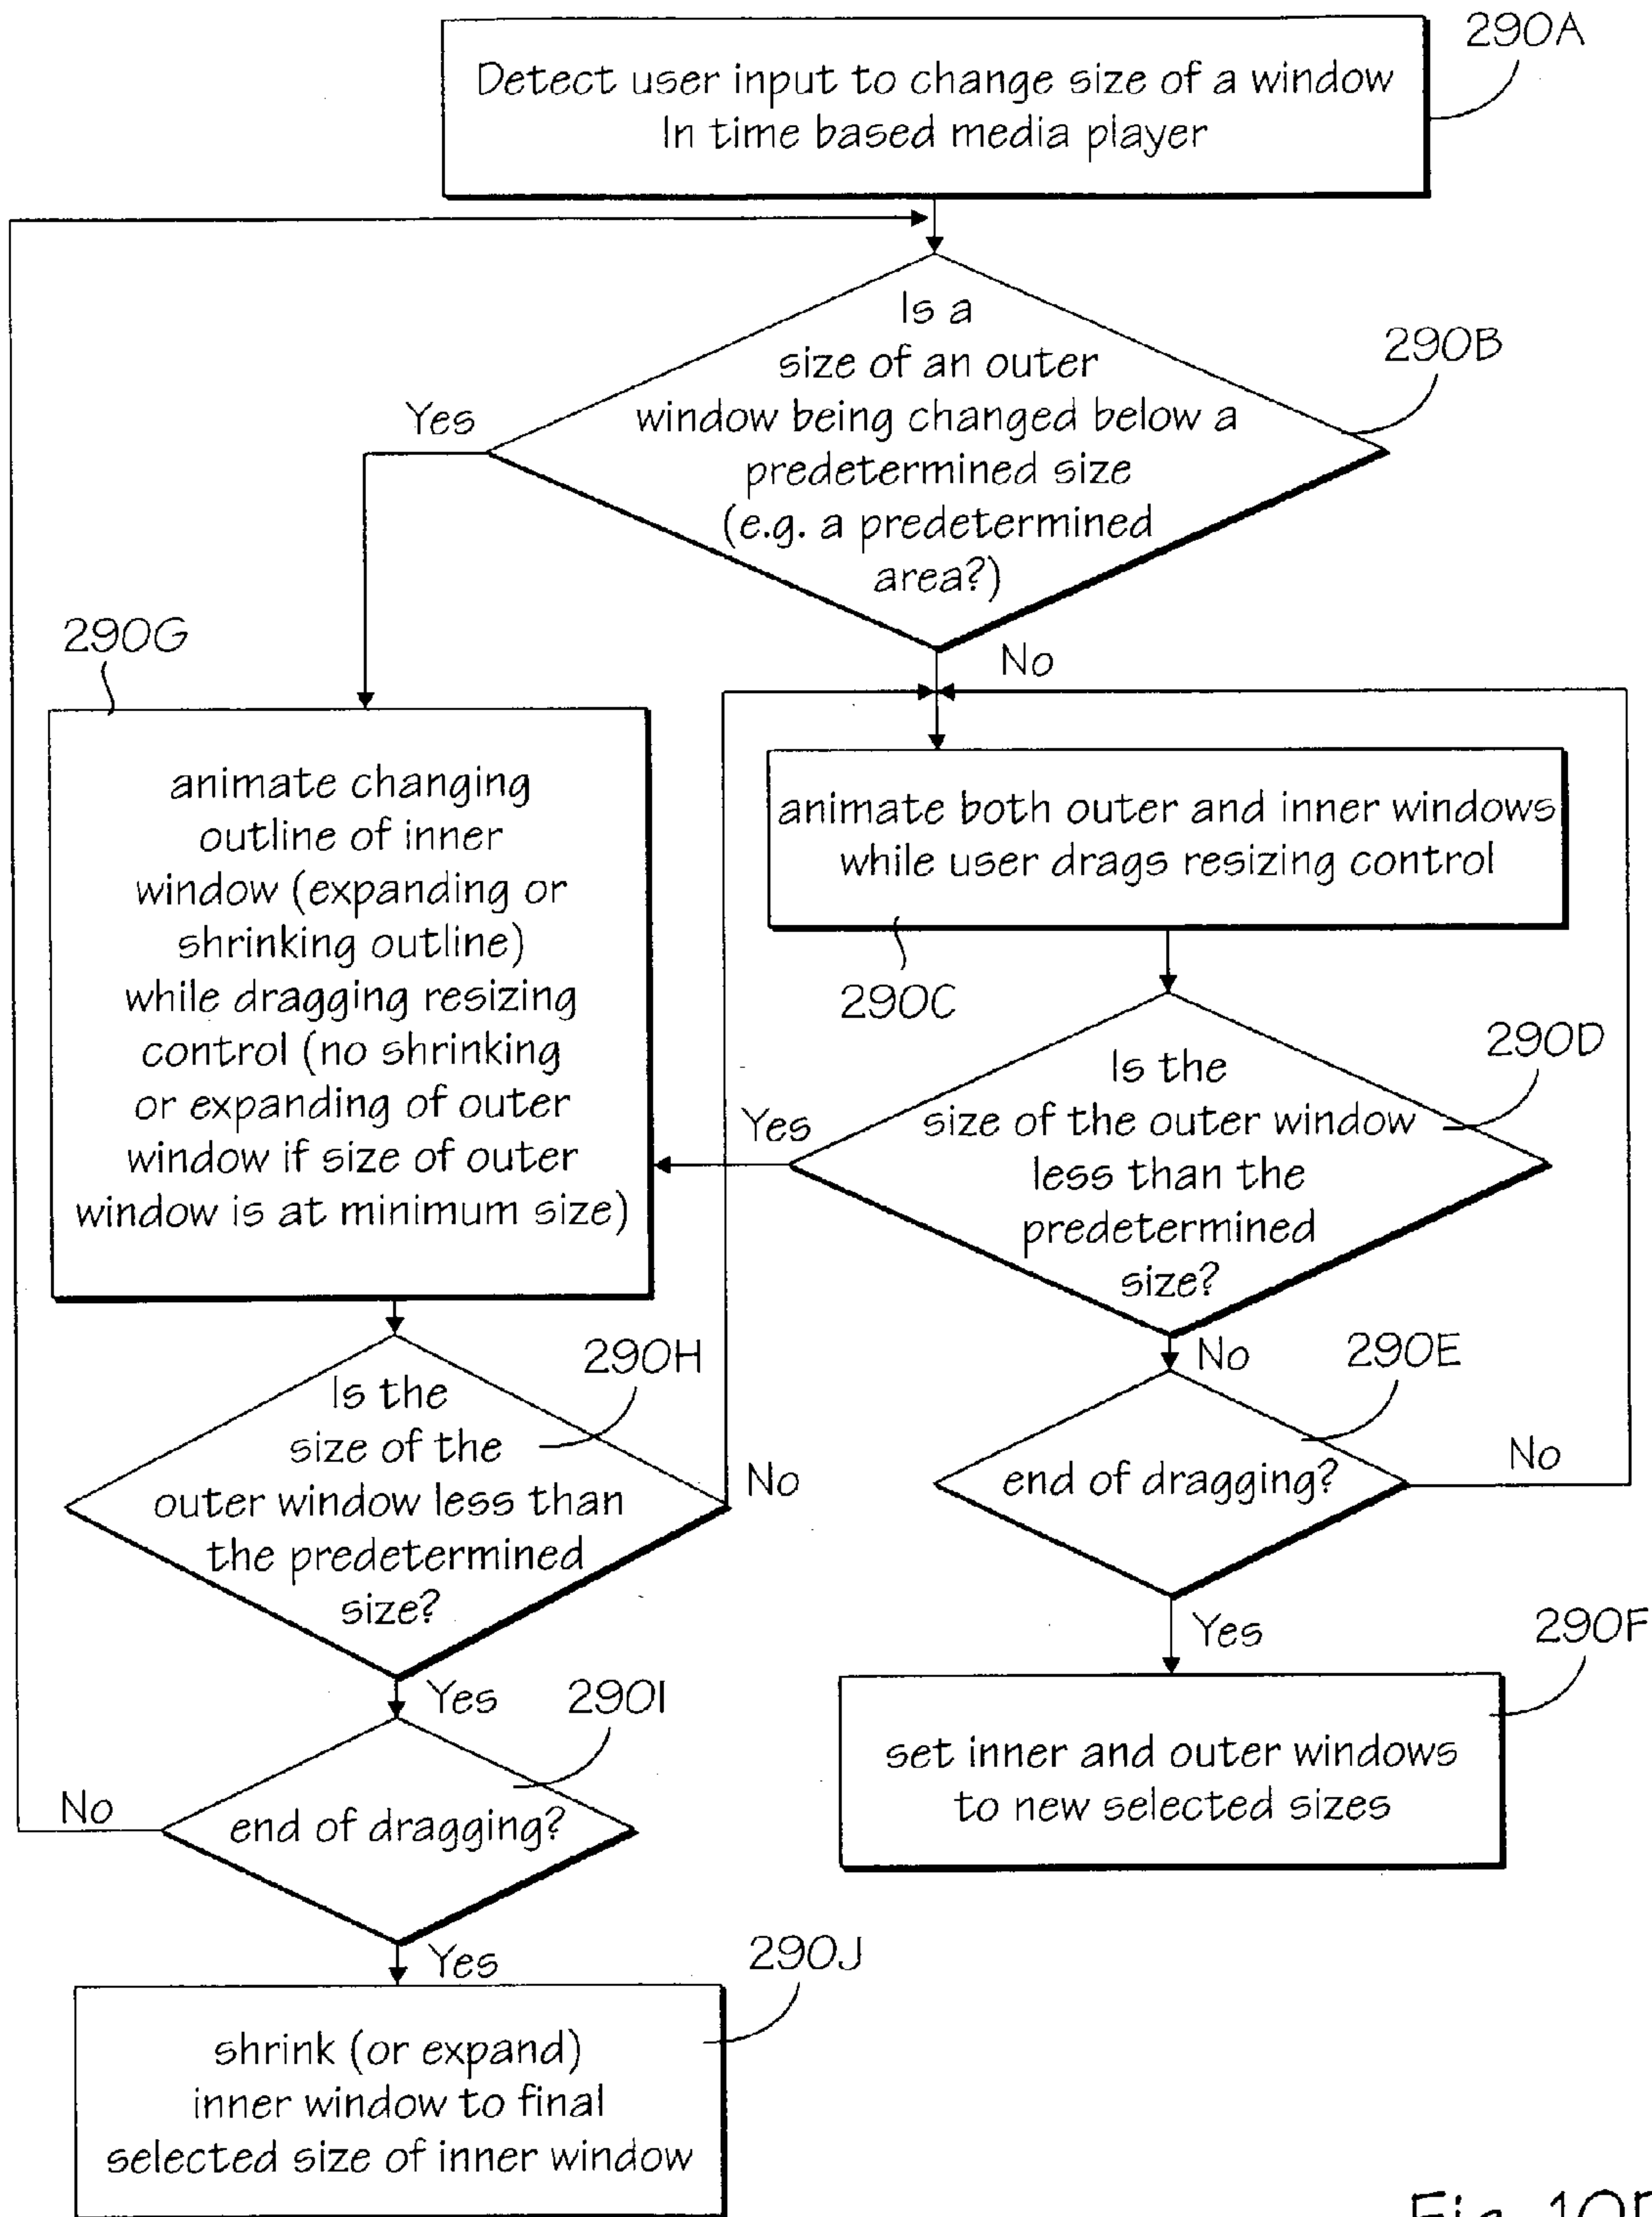 290A
Detect user input to change size of a window
In time based media player
Is a
size of an outer
window being changed below a
predetermined size
(e.g. a predetermined
area?)
290B
Yes
No
290G
animate changing
outline of inner
window (expanding or
shrinking outline)
while dragging resizing
control (no shrinking
or expanding of outer
window if size of outer
window is at minimum size)
animate both outer and inner windows
while user drags resizing control
290C
290D
Is the
size of the outer window
less than the
predetermined
size?
Yes
No
290E
end of dragging?
No
290H
Is the
size of the
outer window less than
the predetermined
size?
No
Yes
Yes
290F
set inner and outer windows
to new selected sizes
290I
end of dragging?
No
Yes
290J
shrink (or expand)
inner window to final
selected size of inner window